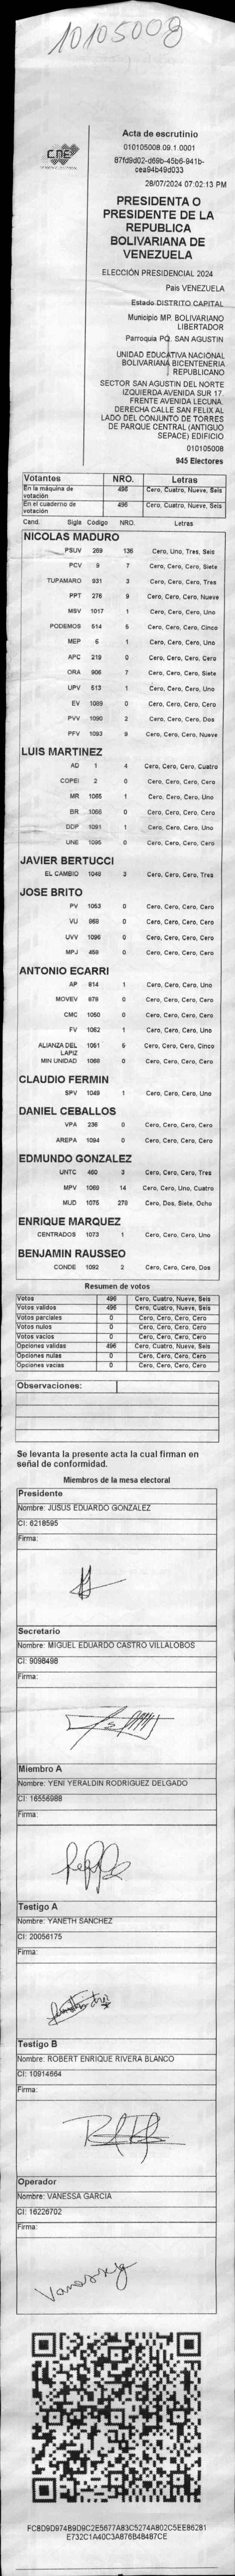 10105008
CNE
Acta de escrutinio
010105008.09.1.0001
87fd9d02-d69b-45b6-941b-
cea94b49d033
28/07/2024 07:02:13 PM
PRESIDENTA O
PRESIDENTE DE LA
REPUBLICA
BOLIVARIANA DE
VENEZUELA
ELECCIÓN PRESIDENCIAL 2024
País VENEZUELA
Estado DISTRITO CAPITAL
Municipio MP. BOLIVARIANO
LIBERTADOR
Parroquia PQ. SAN AGUSTIN
UNIDAD EDUCATIVA NACIONAL
BOLIVARIANA BICENTENERIA
REPUBLICANO
SECTOR SAN AGUSTIN DEL NORTE
IZQUIERDA AVENIDA SUR 17.
FRENTE AVENIDA LECUNA.
DERECHA CALLE SAN FELIX AL
LADO DEL CONJUNTO DE TORRES
DE PARQUE CENTRAL (ANTIGUO
SEPACE) EDIFICIO
010105008
945 Electores
Votantes NRO. Letras
En la máquina de votación 496 Cero, Cuatro, Nueve, Seis
En el cuaderno de votación 496 Cero, Cuatro, Nueve, Seis
Cand. Sigla Código NRO. Letras
NICOLAS MADURO
PSUV 269 136 Cero, Uno, Tres, Seis
PCV 9 7 Cero, Cero, Cero, Siete
TUPAMARO 931 3 Cero, Cero, Cero, Tres
PPT 276 9 Cero, Cero, Cero, Nueve
MSV 1017 1 Cero, Cero, Cero, Uno
PODEMOS 514 5 Cero, Cero, Cero, Cinco
MEP 6 1 Cero, Cero, Cero, Uno
APC 219 0 Cero, Cero, Cero, Cero
ORA 906 7 Cero, Cero, Cero, Siete
UPV 513 1 Cero, Cero, Cero, Uno
EV 1089 0 Cero, Cero, Cero, Cero
PVV 1090 2 Cero, Cero, Cero, Dos
PFV 1093 9 Cero, Cero, Cero, Nueve
LUIS MARTINEZ
AD 1 4 Cero, Cero, Cero, Cuatro
COPEI 2 0 Cero, Cero, Cero, Cero
MR 1065 1 Cero, Cero, Cero, Uno
BR 1066 0 Cero, Cero, Cero, Cero
DDP 1091 1 Cero, Cero, Cero, Uno
UNE 1095 0 Cero, Cero, Cero, Cero
JAVIER BERTUCCI
EL CAMBIO 1048 3 Cero, Cero, Cero, Tres
JOSE BRITO
PV 1053 0 Cero, Cero, Cero, Cero
VU 969 0 Cero, Cero, Cero, Cero
UVV 1096 0 Cero, Cero, Cero, Cero
MPJ 458 0 Cero, Cero, Cero, Cero
ANTONIO ECARRI
AP 814 1 Cero, Cero, Cero, Uno
MOVEV 979 0 Cero, Cero, Cero, Cero
CMC 1050 0 Cero, Cero, Cero, Cero
FV 1062 1 Cero, Cero, Cero, Uno
ALIANZA DEL LAPIZ 1051 5 Cero, Cero, Cero, Cinco
MIN UNIDAD 1088 0 Cero, Cero, Cero, Cero
CLAUDIO FERMIN
SPV 1049 1 Cero, Cero, Cero, Uno
DANIEL CEBALLOS
VPA 236 0 Cero, Cero, Cero, Cero
AREPA 1094 0 Cero, Cero, Cero, Cero
EDMUNDO GONZALEZ
UNTC 460 3 Cero, Cero, Cero, Tres
MPV 1069 14 Cero, Cero, Uno, Cuatro
MUD 1075 278 Cero, Dos, Siete, Ocho
ENRIQUE MARQUEZ
CENTRADOS 1073 1 Cero, Cero, Cero, Uno
BENJAMIN RAUSSEO
CONDE 1092 2 Cero, Cero, Cero, Dos
Resumen de votos
Votos 496 Cero, Cuatro, Nueve, Seis
Votos validos 496 Cero, Cuatro, Nueve, Seis
Votos parciales 0 Cero, Cero, Cero, Cero
Votos nulos 0 Cero, Cero, Cero, Cero
Votos vacios 0 Cero, Cero, Cero, Cero
Opciones validas 496 Cero, Cuatro, Nueve, Seis
Opciones nulas 0 Cero, Cero, Cero, Cero
Opciones vacias 0 Cero, Cero, Cero, Cero
Observaciones:
Se levanta la presente acta la cual firman en
señal de conformidad.
Miembros de la mesa electoral
Presidente
Nombre: JUSUS EDUARDO GONZALEZ
CI: 6218595
Firma:
Secretario
Nombre: MIGUEL EDUARDO CASTRO VILLALOBOS
CI: 9098498
Firma:
Miembro A
Nombre: YENI YERALDIN RODRIGUEZ DELGADO
CI: 16556988
Firma:
Testigo A
Nombre: YANETH SANCHEZ
CI: 20056175
Firma:
Testigo B
Nombre: ROBERT ENRIQUE RIVERA BLANCO
CI: 10914664
Firma:
Operador
Nombre: VANESSA GARCIA
CI: 16226702
Firma:
FC8D9D974B9D9C2E5677A83C5274A802C5EE86281
E732C1A40C3A876B48487CE